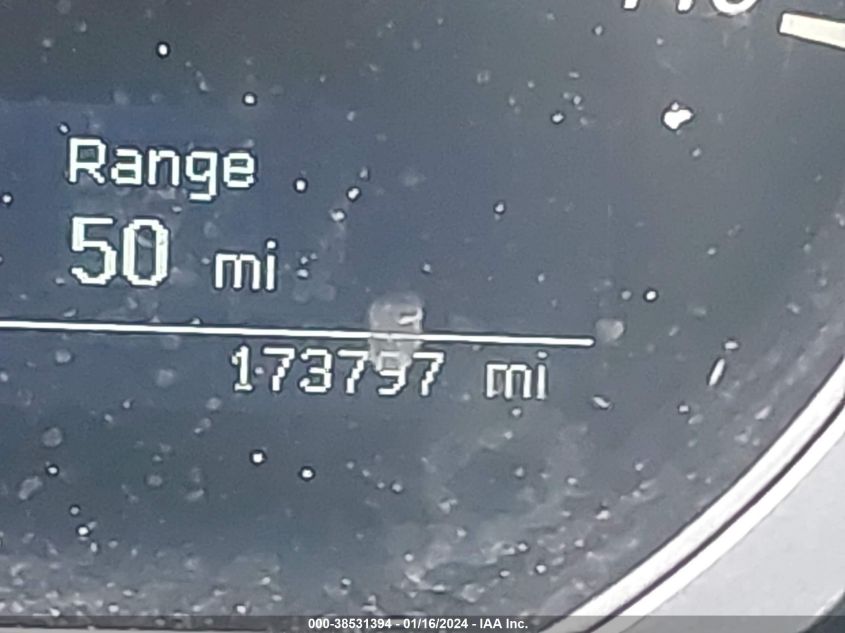 Range
50 mi
173797 mi
000-38531394 - 01/16/2024 - IAA Inc.